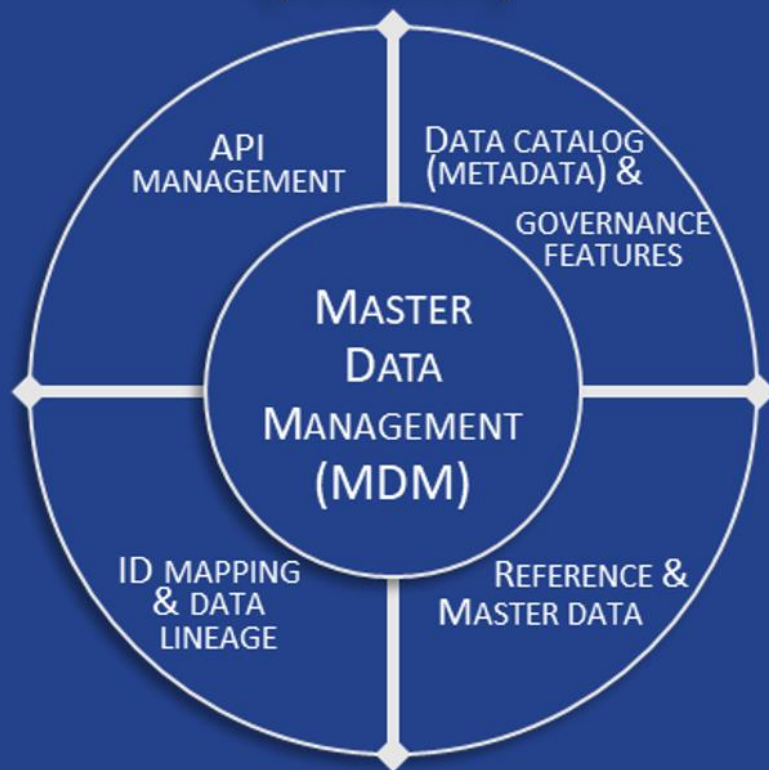 API
MANAGEMENT
DATA CATALOG
(METADATA) &
GOVERNANCE
FEATURES
MASTER
DATA
MANAGEMENT
(MDM)
ID MAPPING
& DATA
LINEAGE
REFERENCE &
MASTER DATA